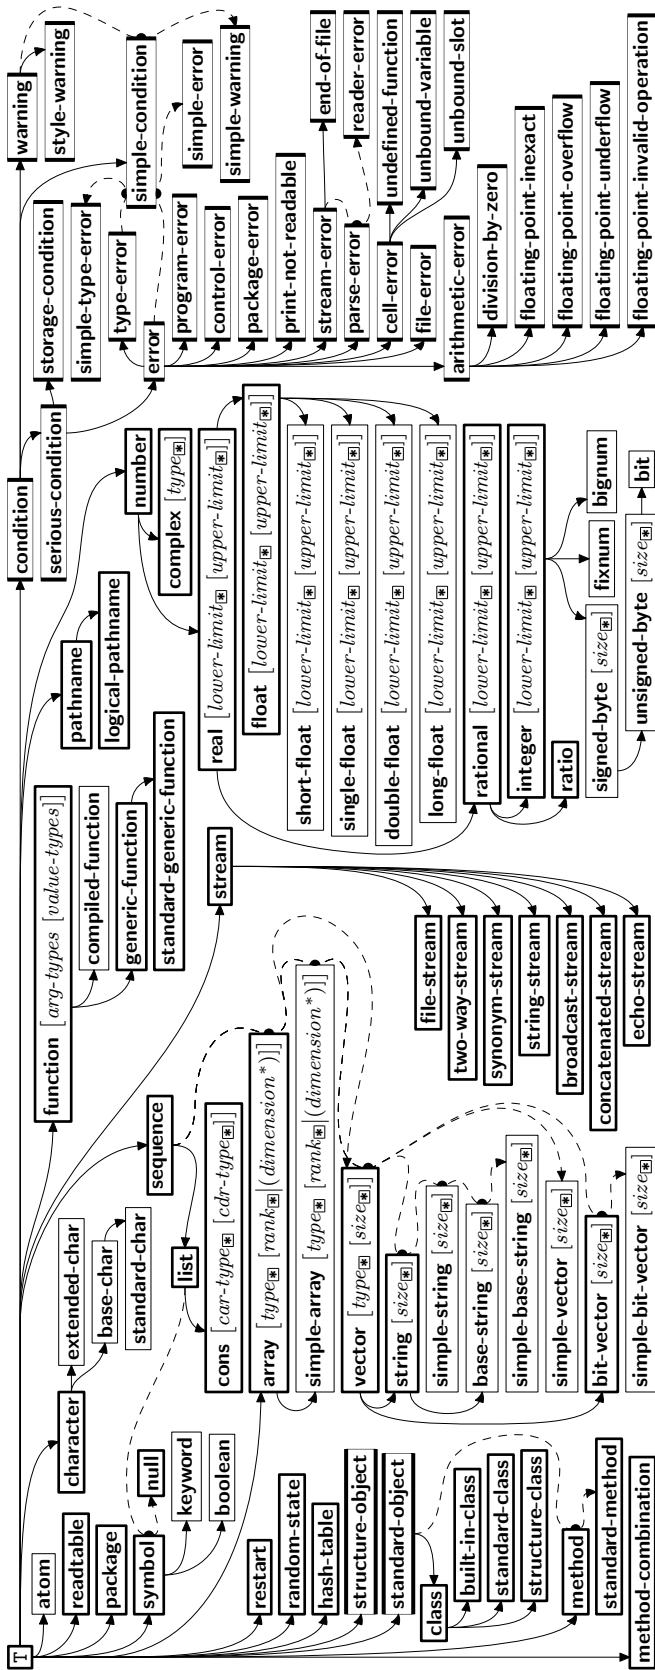 T
atom
readtable
package
symbol
null
keyword
boolean
restart
random-state
hash-table
structure-object
standard-object
class
built-in-class
standard-class
structure-class
method
standard-method
method-combination
character
extended-char
base-char
standard-char
sequence
list
cons [car-type* [cdr-type*]]
array [type* [rank*|(dimension*)]]
simple-array [type* [rank*|(dimension*)]]
vector [type* [size*]]
string [size*]
simple-string [size*]
base-string [size*]
simple-base-string [size*]
simple-vector [size*]
bit-vector [size*]
simple-bit-vector [size*]
function [arg-types [value-types]]
compiled-function
generic-function
standard-generic-function
stream
file-stream
two-way-stream
synonym-stream
string-stream
broadcast-stream
concatenated-stream
echo-stream
pathname
logical-pathname
number
complex [type*]
real [lower-limit* [upper-limit*]]
float [lower-limit* [upper-limit*]]
short-float [lower-limit* [upper-limit*]]
single-float [lower-limit* [upper-limit*]]
double-float [lower-limit* [upper-limit*]]
long-float [lower-limit* [upper-limit*]]
rational [lower-limit* [upper-limit*]]
integer [lower-limit* [upper-limit*]]
ratio
signed-byte [size*]
fixnum
bignum
unsigned-byte [size*]
bit
condition
serious-condition
storage-condition
simple-type-error
type-error
error
program-error
control-error
package-error
print-not-readable
stream-error
parse-error
cell-error
file-error
arithmetic-error
warning
style-warning
simple-condition
simple-error
simple-warning
end-of-file
reader-error
undefined-function
unbound-variable
unbound-slot
division-by-zero
floating-point-inexact
floating-point-overflow
floating-point-underflow
floating-point-invalid-operation